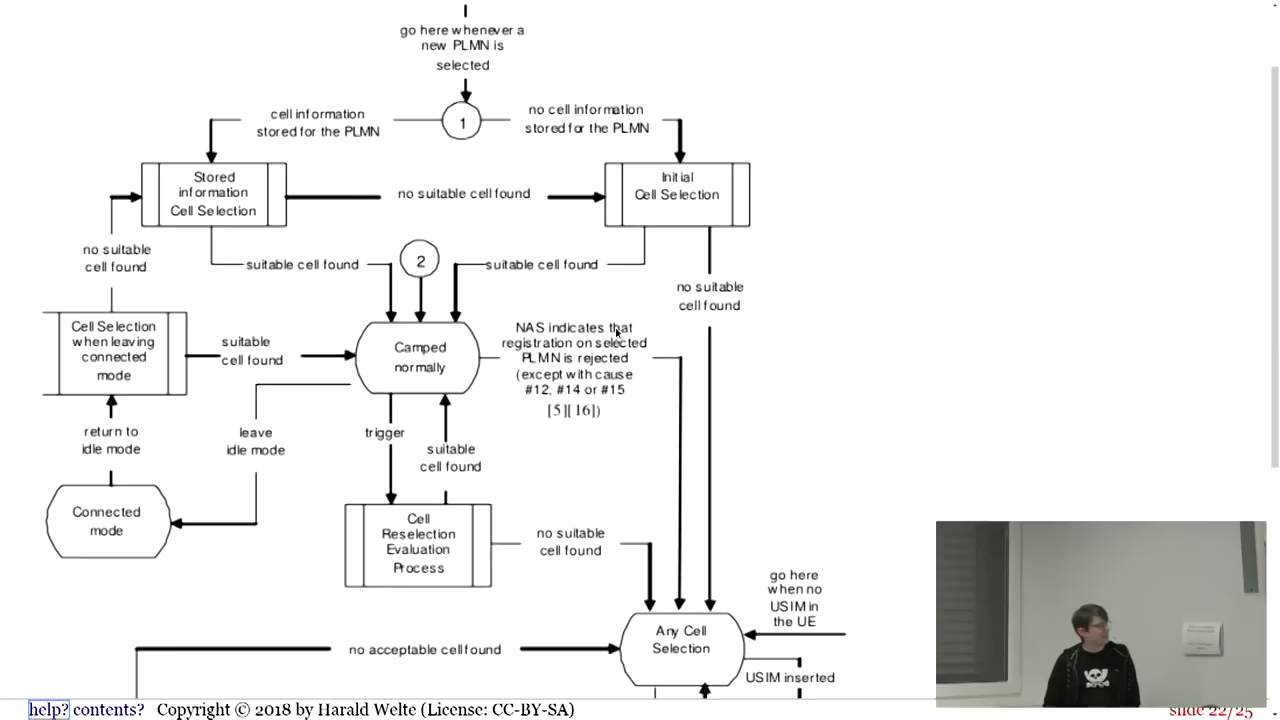 go here whenever a
new PLMN is
selected
1
cell information
stored for the PLMN
no cell information
stored for the PLMN
Stored
information
Cell Selection
no suitable cell found
Initial
Cell Selection
no suitable
cell found
suitable cell found
2
suitable cell found
no suitable
cell found
Cell Selection
when leaving
connected
mode
suitable
cell found
Camped
normally
NAS indicates that
registration on selected
PLMN is rejected
(except with cause
#12, #14 or #15
[5][16])
return to
idle mode
leave
idle mode
trigger
suitable
cell found
Connected
mode
Cell
Reselection
Evaluation
Process
no suitable
cell found
go here
when no
USIM in
the UE
Any Cell
Selection
no acceptable cell found
USIM inserted
help? contents? Copyright © 2018 by Harald Welte (License: CC-BY-SA)
slide 22/25